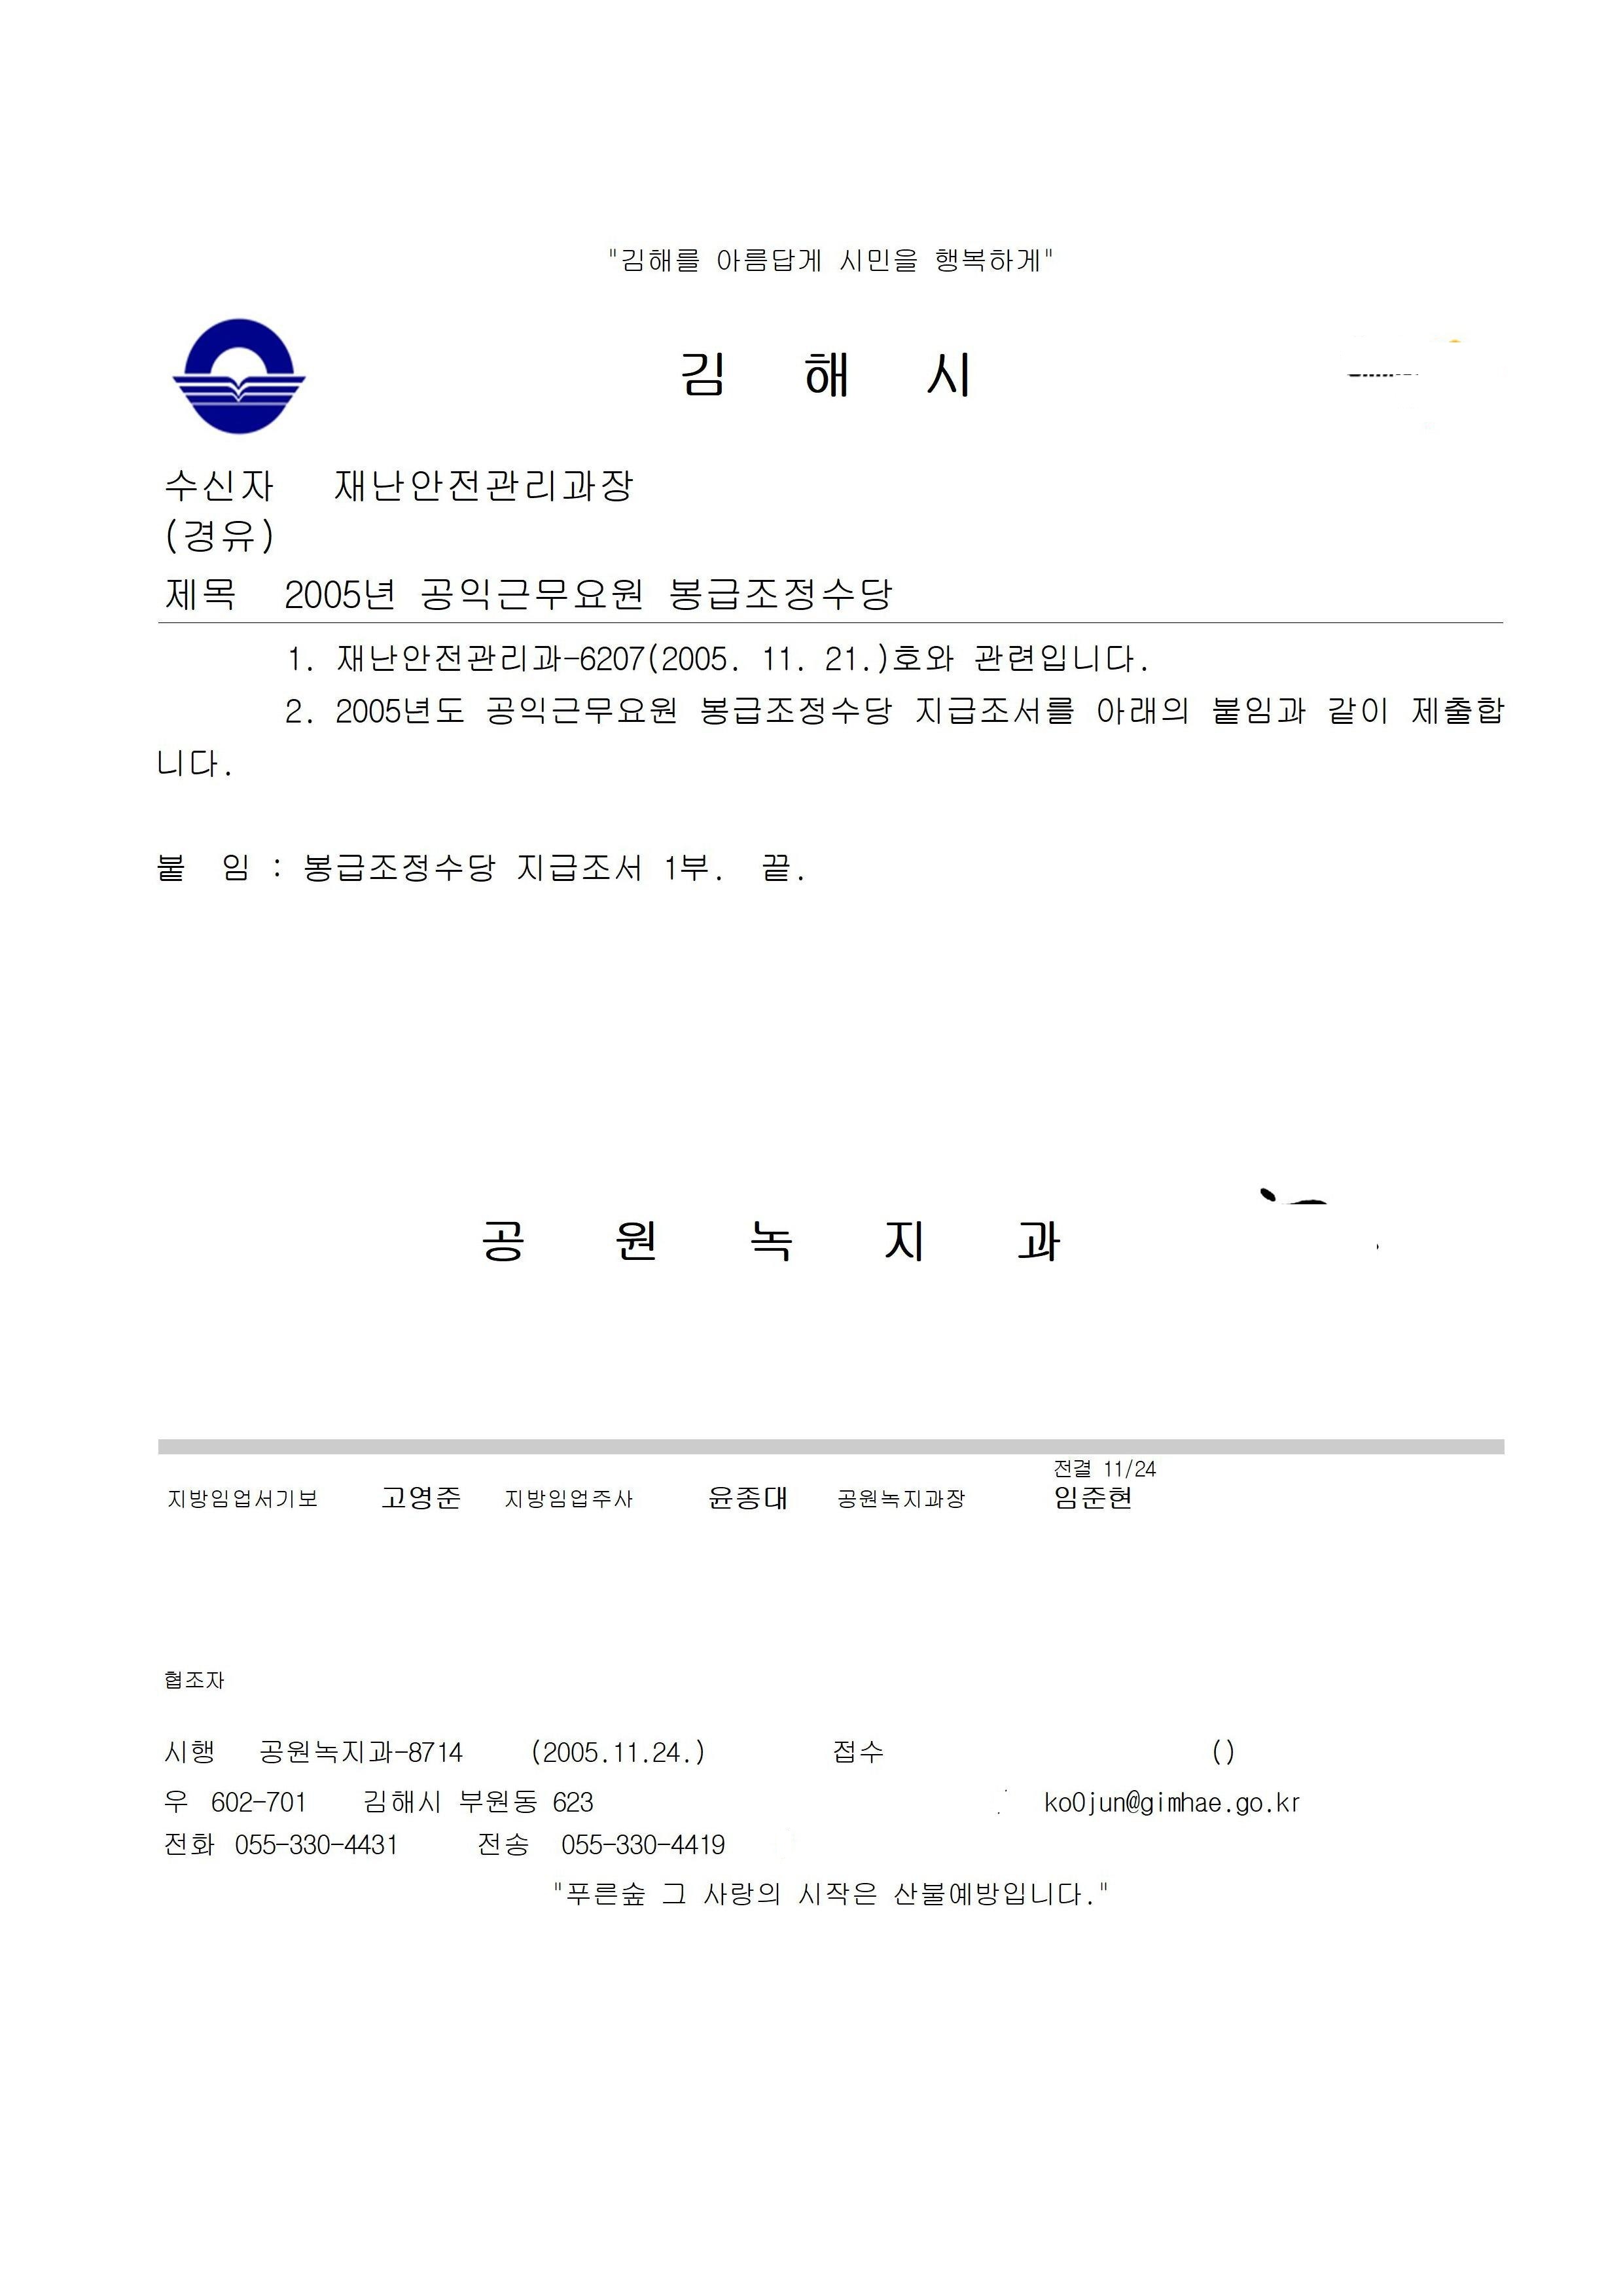 "김해를 아름답게 시민을 행복하게"
김 해 시
수신자 재난안전관리과장
(경유)
제목 2005년 공익근무요원 봉급조정수당
1. 재난안전관리과-6207(2005. 11. 21.)호와 관련입니다.
2. 2005년도 공익근무요원 봉급조정수당 지급조서를 아래의 붙임과 같이 제출합
니다.
붙 임 : 봉급조정수당 지급조서 1부. 끝.
공 원 녹 지 과
전결 11/24
지방임업서기보 고영준 지방임업주사 윤종대 공원녹지과장 임준현
협조자
시행 공원녹지과-8714 (2005.11.24.) 접수 ()
우 602-701 김해시 부원동 623 ko0jun@gimhae.go.kr
전화 055-330-4431 전송 055-330-4419
"푸른숲 그 사랑의 시작은 산불예방입니다."